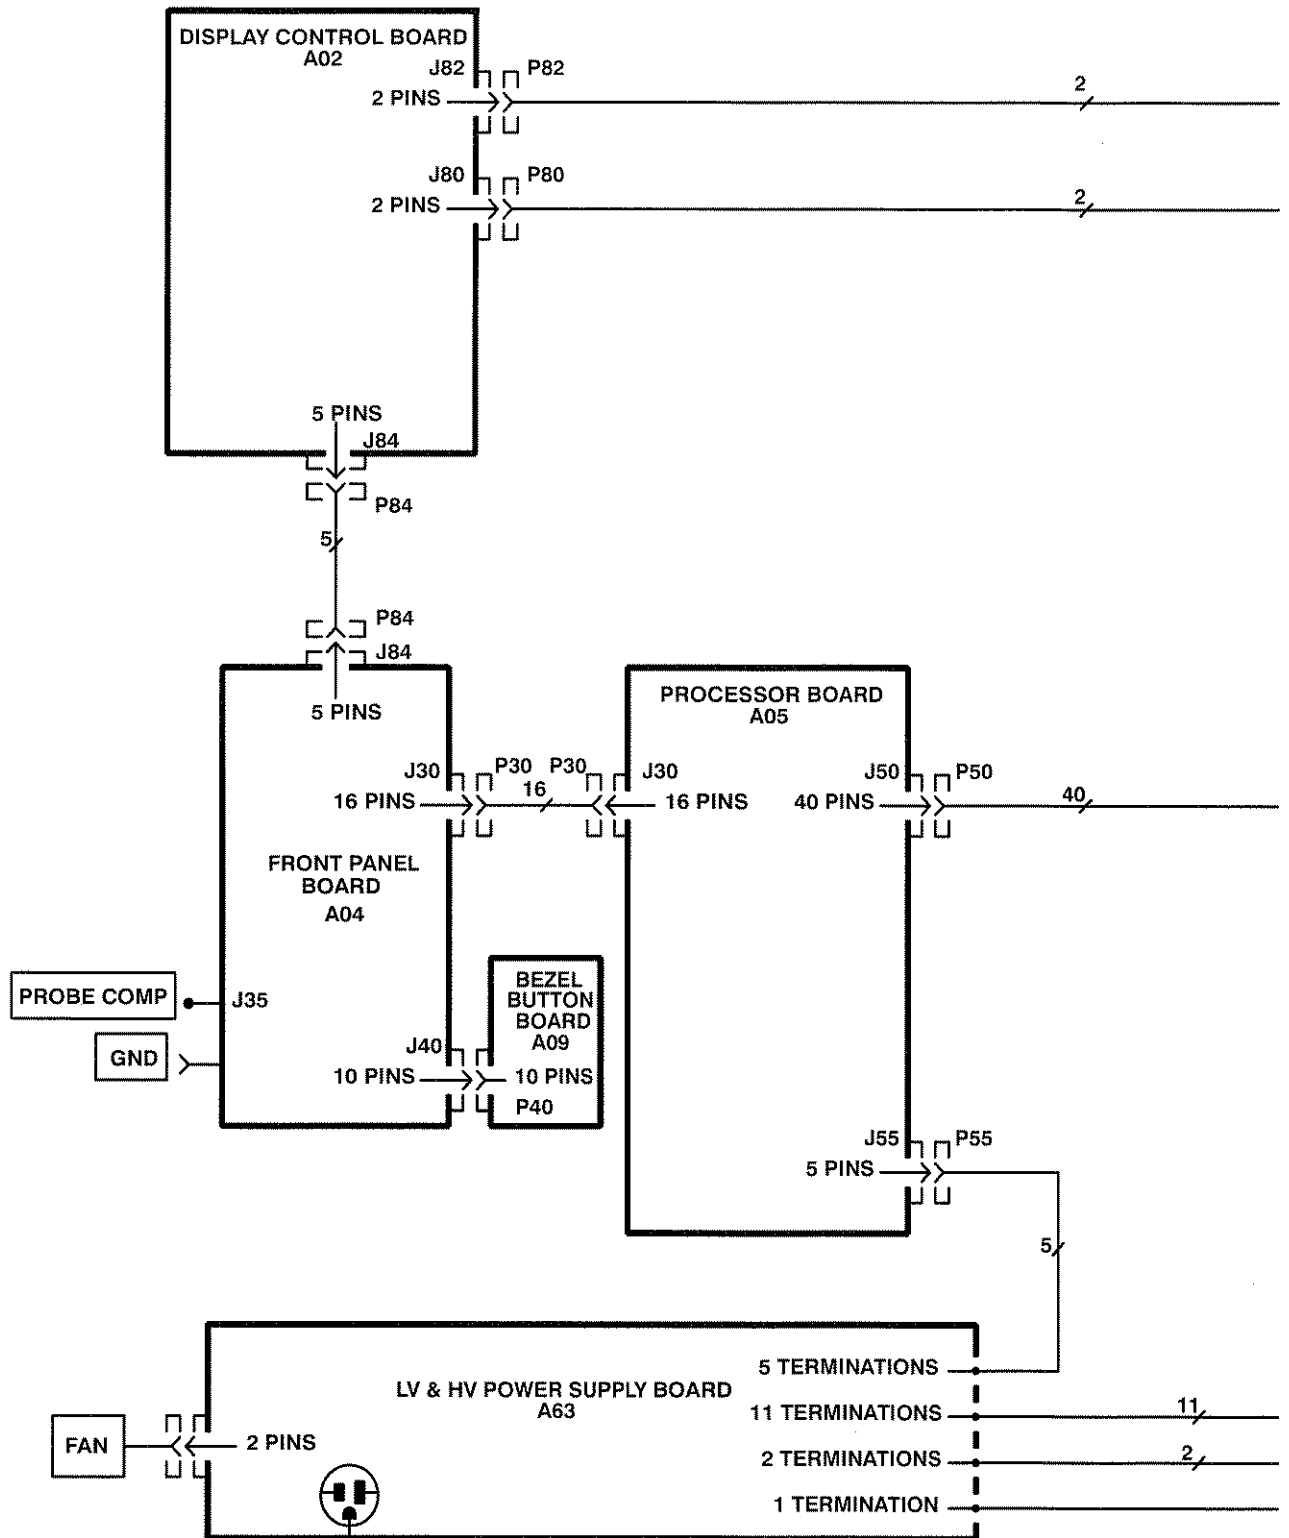 DISPLAY CONTROL BOARD
A02
J82 P82
2 PINS
2
J80 P80
2 PINS
2
5 PINS
J84
P84
5
P84
J84
5 PINS
PROCESSOR BOARD
A05
J30 P30 P30 J30
16 PINS 16 16 PINS
J50 P50
40 PINS 40
FRONT PANEL
BOARD
A04
PROBE COMP
J35
GND
BEZEL
BUTTON
BOARD
A09
J40
10 PINS 10 PINS
P40
J55 P55
5 PINS
5
LV & HV POWER SUPPLY BOARD
A63
5 TERMINATIONS
11 TERMINATIONS 11
2 TERMINATIONS 2
1 TERMINATION
FAN
2 PINS